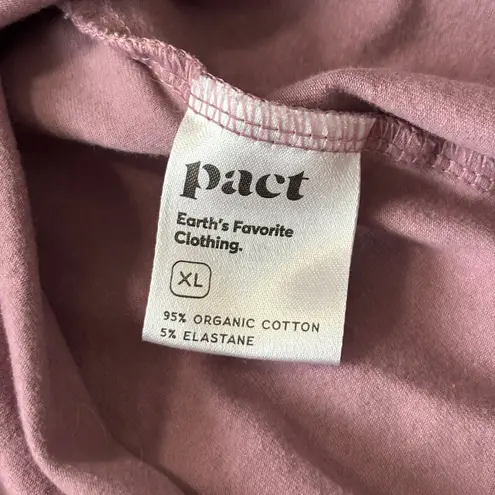 pact
Earth's Favorite
Clothing.
XL
95% ORGANIC COTTON
5% ELASTANE